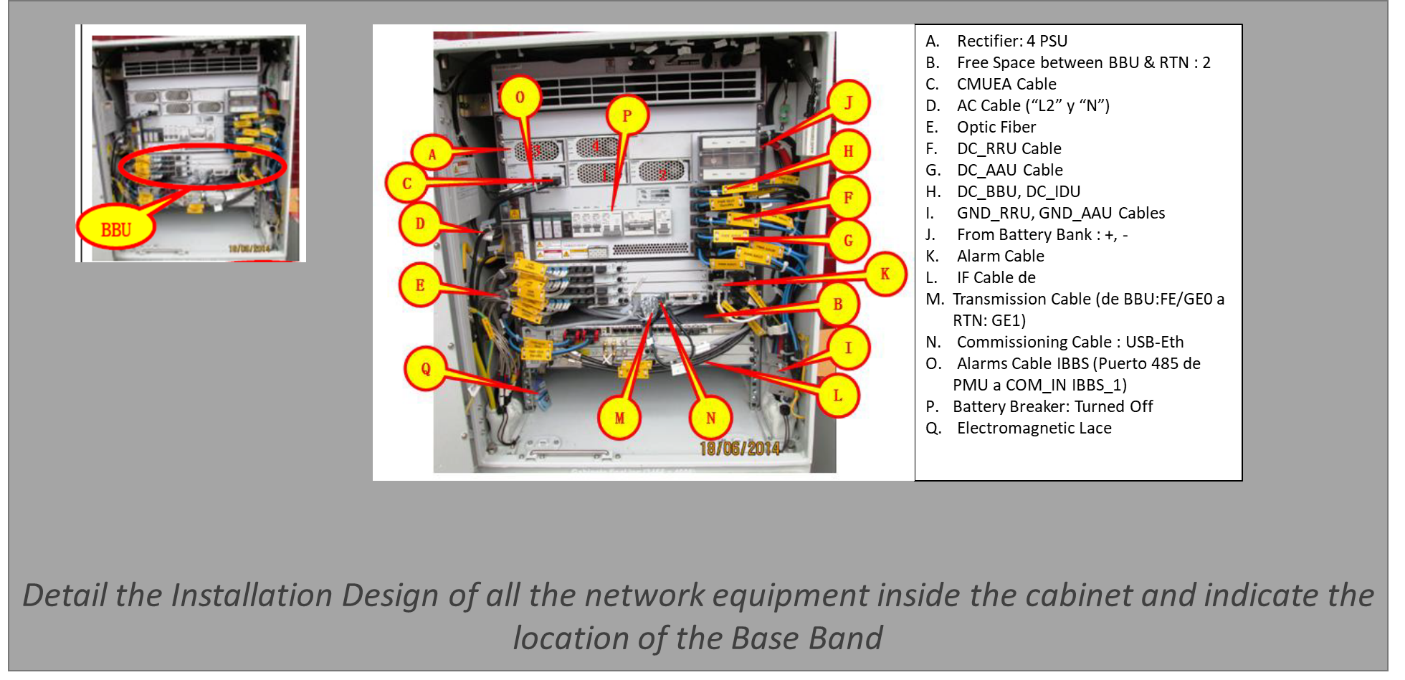 BBU
18/06/2014
O
P
J
A
H
C
F
D
G
K
E
B
I
Q
L
M
N
3
4
1
2
18/06/2014
A. Rectifier: 4 PSU
B. Free Space between BBU & RTN : 2
C. CMUEA Cable
D. AC Cable (“L2” y “N”)
E. Optic Fiber
F. DC_RRU Cable
G. DC_AAU Cable
H. DC_BBU, DC_IDU
I. GND_RRU, GND_AAU Cables
J. From Battery Bank : +, -
K. Alarm Cable
L. IF Cable de
M. Transmission Cable (de BBU:FE/GE0 a
RTN: GE1)
N. Commissioning Cable : USB-Eth
O. Alarms Cable IBBS (Puerto 485 de
PMU a COM_IN IBBS_1)
P. Battery Breaker: Turned Off
Q. Electromagnetic Lace
Detail the Installation Design of all the network equipment inside the cabinet and indicate the
location of the Base Band